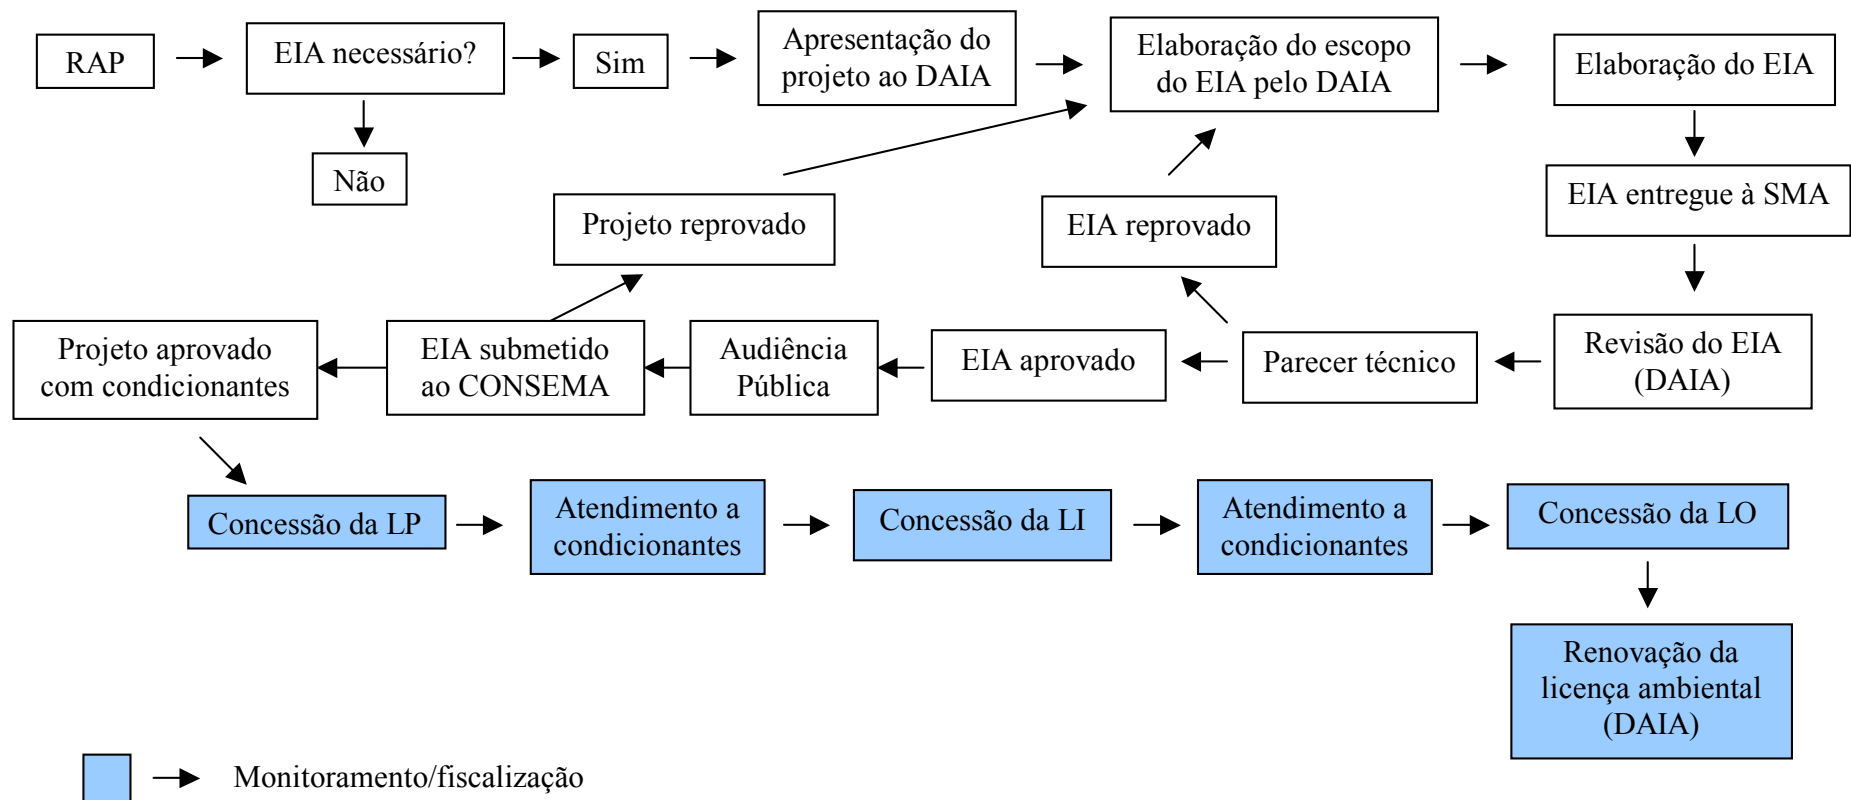 RAP
EIA necessário?
Sim
Apresentação do
projeto ao DAIA
Elaboração do escopo
do EIA pelo DAIA
Elaboração do EIA
Não
EIA entregue à SMA
Projeto reprovado
EIA reprovado
Projeto aprovado
com condicionantes
EIA submetido
ao CONSEMA
Audiência
Pública
EIA aprovado
Parecer técnico
Revisão do EIA
(DAIA)
Concessão da LP
Atendimento a
condicionantes
Concessão da LI
Atendimento a
condicionantes
Concessão da LO
Renovação da
licença ambiental
(DAIA)
Monitoramento/fiscalização